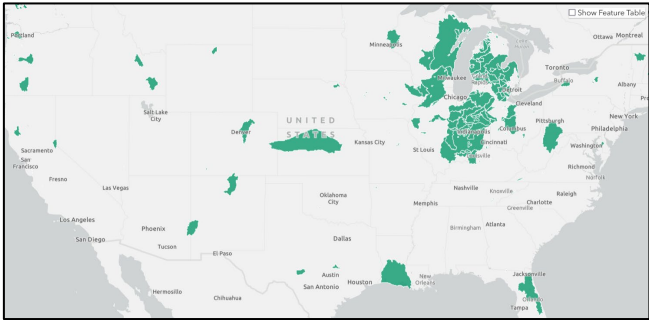 Show Feature Table
Portland
Ottawa
Montreal
Minneapolis
Toronto
Milwaukee
Buffalo
Detroit
Albany
Chicago
Cleveland
Salt Lake
City
New York
UNITED
STATES
Denver
Pittsburgh
Philadelphia
Indianapolis
Columbus
Sacramento
Kansas City
Cincinnati
Washington
San
Francisco
St Louis
Louisville
Richmond
Norfolk
Fresno
Las Vegas
Nashville
Knoxville
Raleigh
Oklahoma
City
Memphis
Charlotte
Greenville
Los Angeles
Phoenix
Birmingham
Atlanta
San Diego
Dallas
Tucson
El Paso
Jacksonville
Austin
New
Orleans
Houston
San Antonio
Hermosillo
Chihuahua
Orlando
Tampa